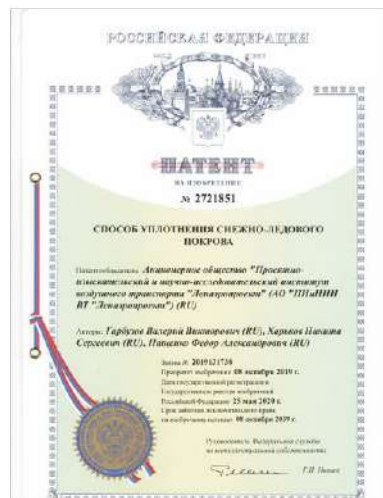 РОССИЙСКАЯ ФЕДЕРАЦИЯ
ПАТЕНТ
НА ИЗОБРЕТЕНИЕ
№ 2721851
СПОСОБ УПЛОТНЕНИЯ СНЕЖНО-ЛЕДОВОГО
ПОКРОВА
Патентообладатель: Акционерное общество "Проектно-
изыскательский и научно-исследовательский институт
воздушного транспорта "Ленаэропроект" (АО "ПИиНИИ
ВТ "Ленаэропроект") (RU)
Авторы: Гарбузов Валерий Викторович (RU), Харьков Никита
Сергеевич (RU), Пищенко Федор Александрович (RU)
Заявка № 2019131738
Приоритет изобретения 08 октября 2019 г.
Дата государственной регистрации в
Государственном реестре изобретений
Российской Федерации 25 мая 2020 г.
Срок действия исключительного права
на изобретение истекает 08 октября 2039 г.
Руководитель Федеральной службы
по интеллектуальной собственности
Г.П. Ивлиев